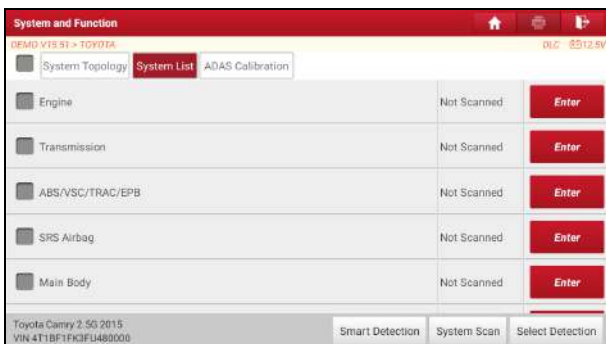 System and Function
DEMO V15.51 > TOYOTA
DLC 12.5V
System Topology System List ADAS Calibration
Engine Not Scanned Enter
Transmission Not Scanned Enter
ABS/VSC/TRAC/EPB Not Scanned Enter
SRS Airbag Not Scanned Enter
Main Body Not Scanned Enter
Toyota Camry 2.5G 2015
VIN 4T1BF1FK3FU480000
Smart Detection System Scan Select Detection